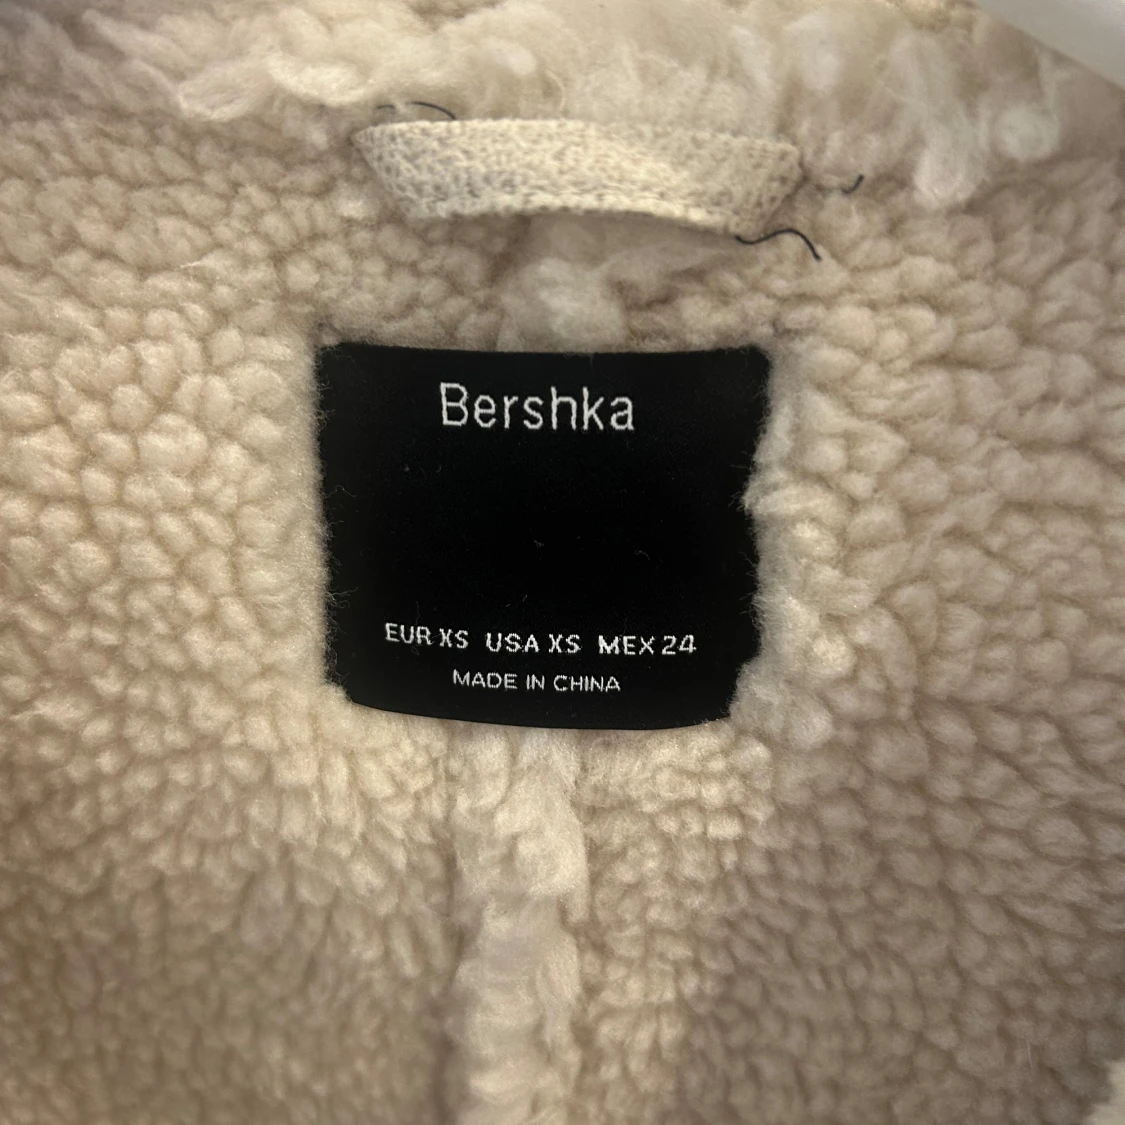 Bershka
EUR XS USA XS MEX 24
MADE IN CHINA